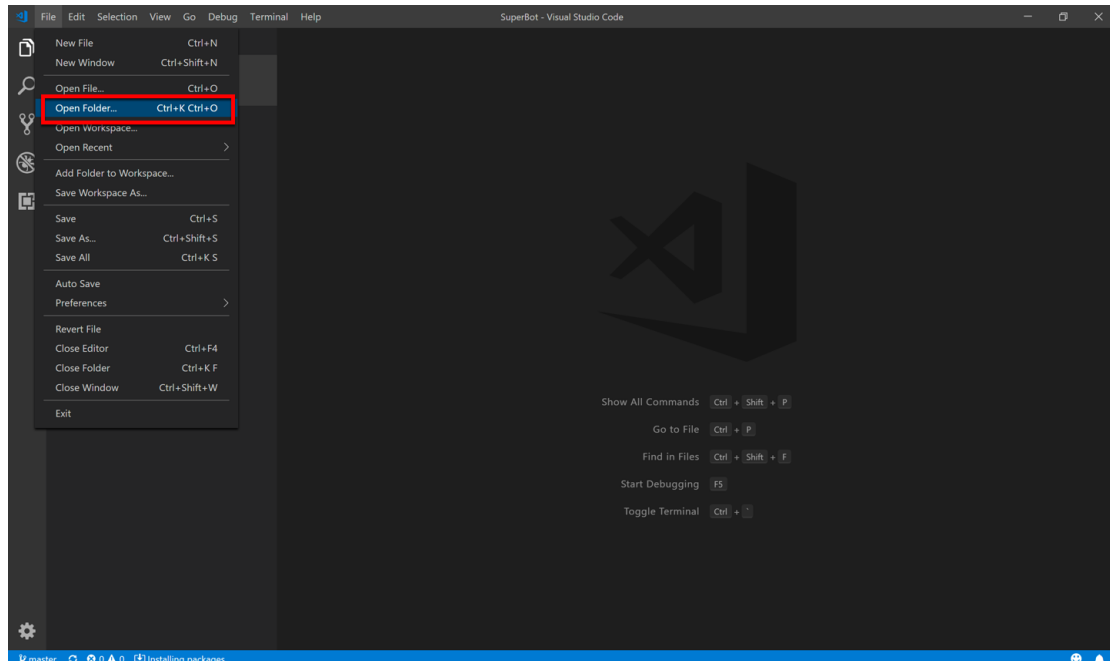 File Edit Selection View Go Debug Terminal Help SuperBot - Visual Studio Code
New File Ctrl+N
New Window Ctrl+Shift+N
Open File... Ctrl+O
Open Folder... Ctrl+K Ctrl+O
Open Workspace...
Open Recent
Add Folder to Workspace...
Save Workspace As...
Save Ctrl+S
Save As... Ctrl+Shift+S
Save All Ctrl+K S
Auto Save
Preferences
Revert File
Close Editor Ctrl+F4
Close Folder Ctrl+K F
Close Window Ctrl+Shift+W
Exit
Show All Commands Ctrl + Shift + P
Go to File Ctrl + P
Find in Files Ctrl + Shift + F
Start Debugging F5
Toggle Terminal Ctrl + `
master 0 0 Installing packages